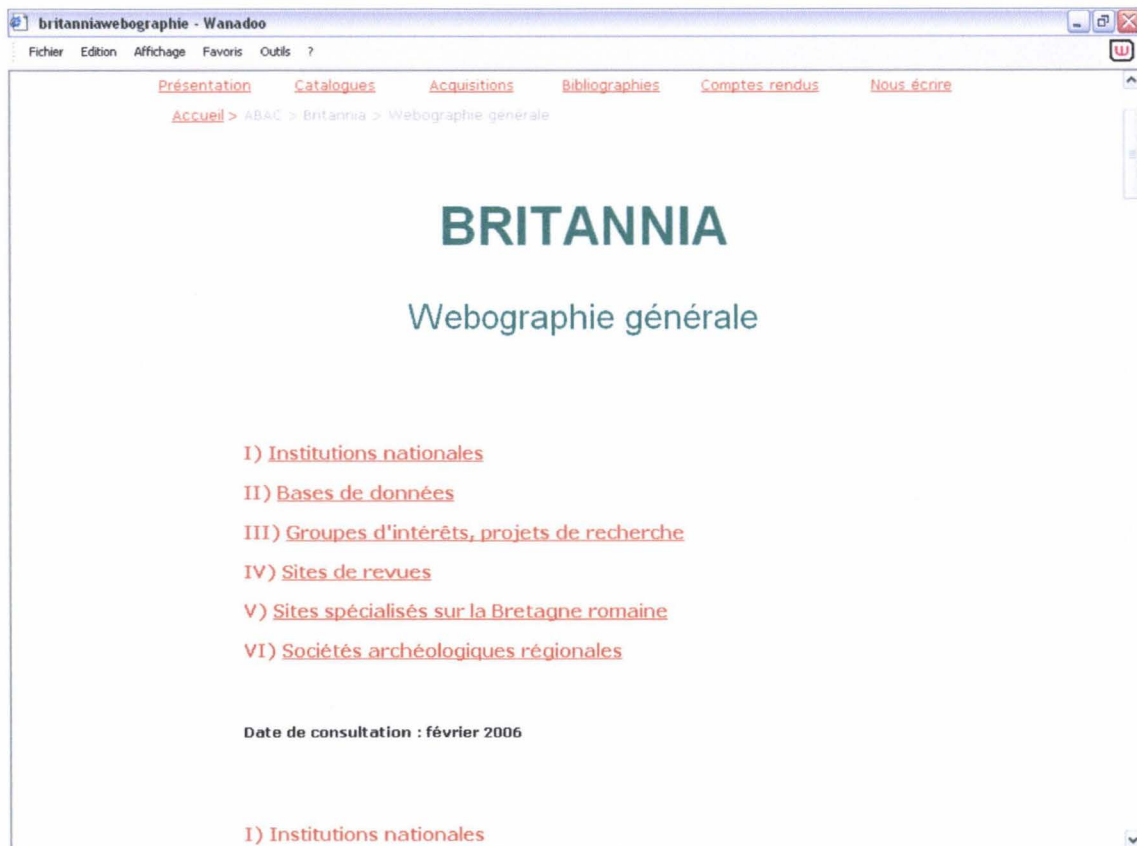 britanniawebographie - Wanadoo
Fichier Edition Affichage Favoris Outils ?
Présentation Catalogues Acquisitions Bibliographies Comptes rendus Nous écrire
Accueil > ABAC > Britannia > Webographie générale
BRITANNIA
Webographie générale
I) Institutions nationales
II) Bases de données
III) Groupes d'intérêts, projets de recherche
IV) Sites de revues
V) Sites spécialisés sur la Bretagne romaine
VI) Sociétés archéologiques régionales
Date de consultation : février 2006
I) Institutions nationales